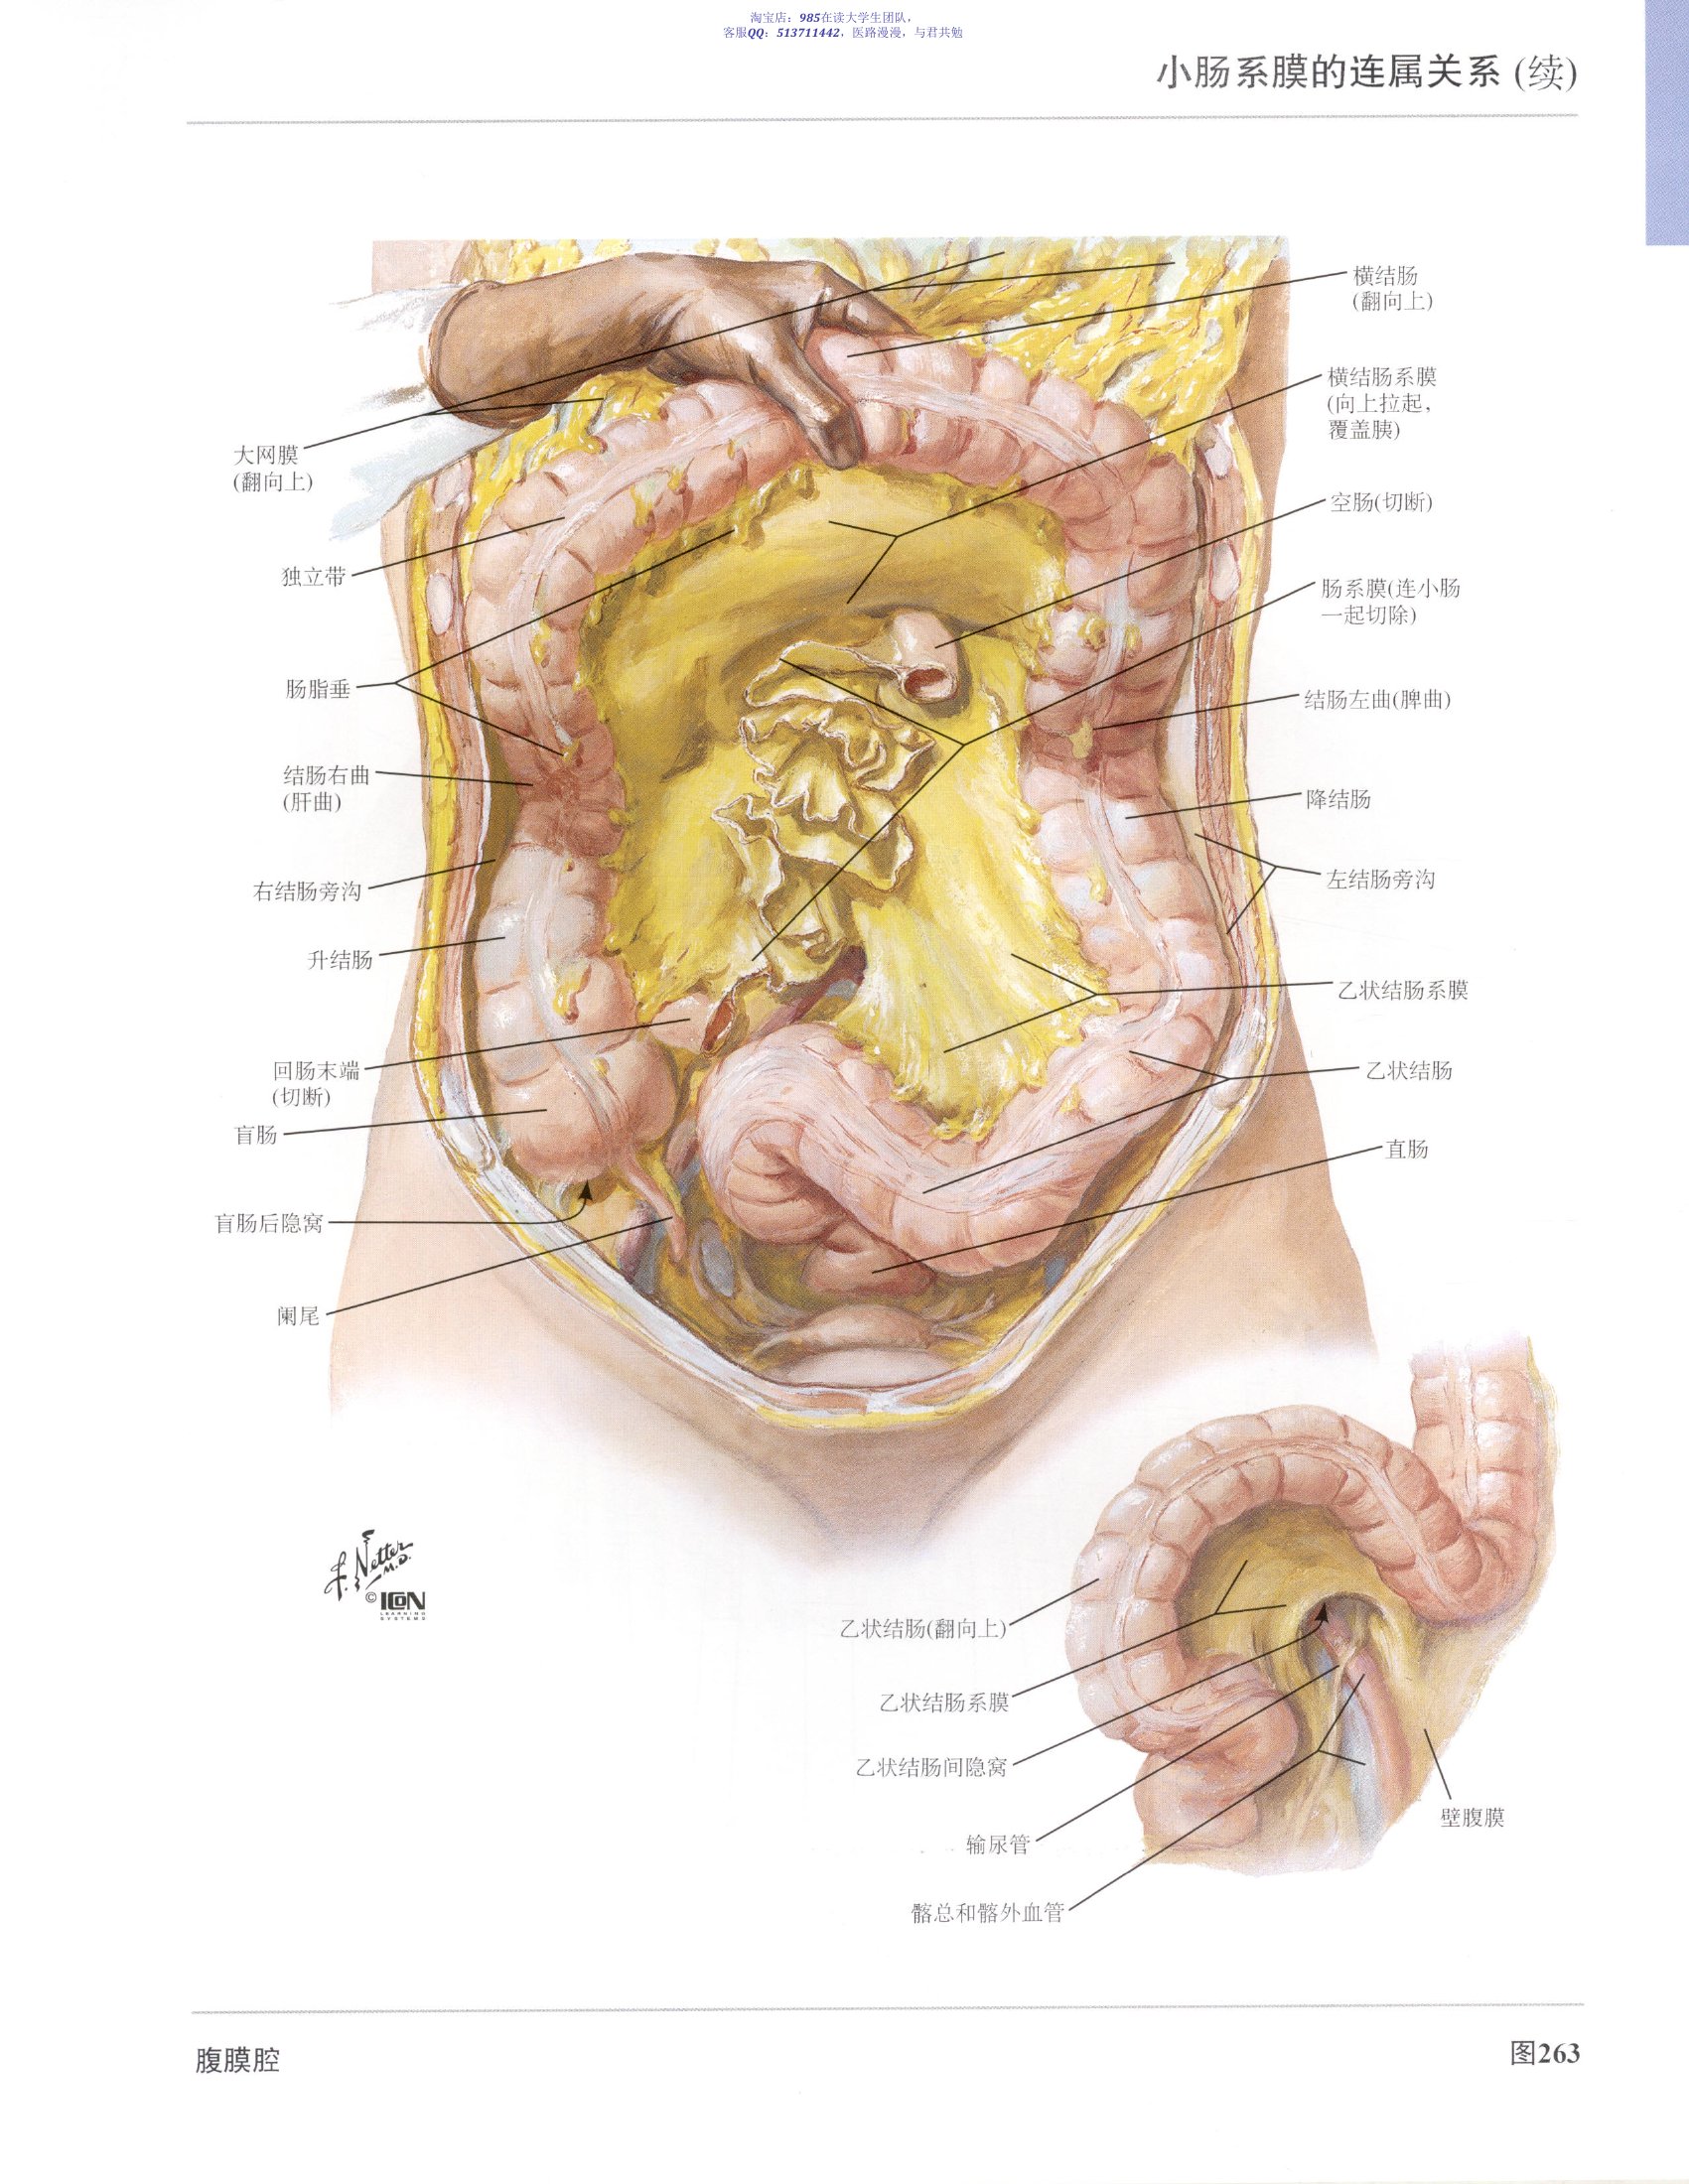 淘宝店：985在读大学生团队，
客服QQ：513711442，医路漫漫，与君共勉
小肠系膜的连属关系 (续)
横结肠
(翻向上)
横结肠系膜
(向上拉起，
覆盖胰)
空肠(切断)
肠系膜(连小肠
一起切除)
结肠左曲(脾曲)
降结肠
左结肠旁沟
乙状结肠系膜
乙状结肠
直肠
大网膜
(翻向上)
独立带
肠脂垂
结肠右曲
(肝曲)
右结肠旁沟
升结肠
回肠末端
(切断)
盲肠
盲肠后隐窝
阑尾
F. Netter
M.D.
© ICON
LEARNING
SYSTEMS
乙状结肠(翻向上)
乙状结肠系膜
乙状结肠间隐窝
输尿管
髂总和髂外血管
壁腹膜
腹膜腔
图263